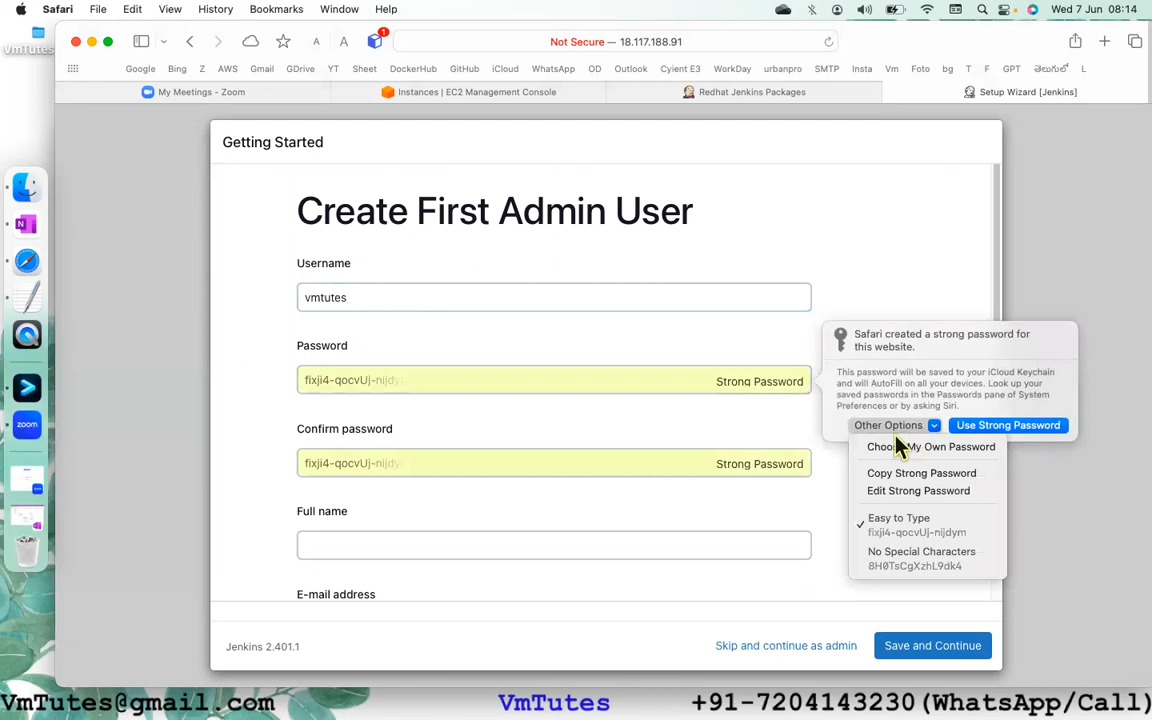 Safari File Edit View History Bookmarks Window Help Wed 7 Jun 08:14
VmTutes
A A 1 Not Secure — 18.117.188.91
Google Bing Z AWS Gmail GDrive YT Sheet DockerHub GitHub iCloud WhatsApp OD Outlook Cyient E3 WorkDay urbanpro SMTP Insta Vm Foto bg T F GPT తెలుగులో L
My Meetings - Zoom Instances | EC2 Management Console Redhat Jenkins Packages Setup Wizard [Jenkins]
Getting Started
Create First Admin User
Username
vmtutes
Password
fixji4-qocvUj-nijdy Strong Password
Confirm password
fixji4-qocvUj-nijdy Strong Password
Full name
E-mail address
Safari created a strong password for
this website.
This password will be saved to your iCloud Keychain
and will AutoFill on all your devices. Look up your
saved passwords in the Passwords pane of System
Preferences or by asking Siri.
Other Options Use Strong Password
My Own Password
Copy Strong Password
Edit Strong Password
Easy to Type
fixji4-qocvUj-nijdym
No Special Characters
8H0TsCgXzhL9dk4
Jenkins 2.401.1 Skip and continue as admin Save and Continue
zoom
VmTutes@gmail.com VmTutes +91-7204143230(WhatsApp/Call)